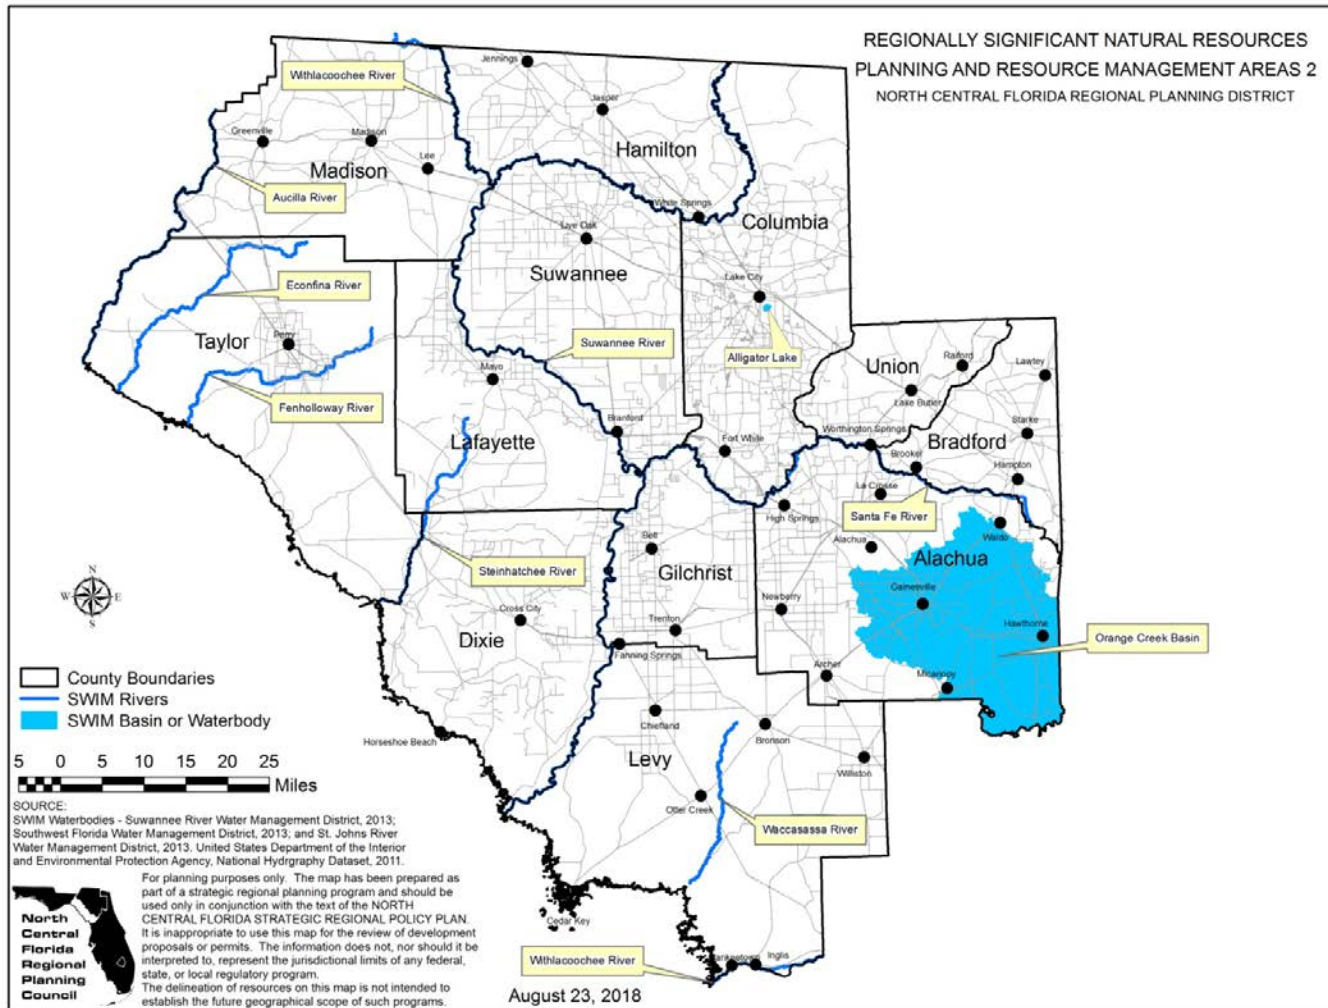 REGIONALLY SIGNIFICANT NATURAL RESOURCES
PLANNING AND RESOURCE MANAGEMENT AREAS 2
NORTH CENTRAL FLORIDA REGIONAL PLANNING DISTRICT
Withlacoochee River
Jennings
Jasper
Greenville
Madison
Lee
Hamilton
Madison
Aucilla River
White Springs
Columbia
Live Oak
Suwannee
Econfina River
Lake City
Taylor
Perry
Suwannee River
Alligator Lake
Union
Raiford
Lawtey
Mayo
Lake Butler
Fenholloway River
Branford
Worthington Springs
Starke
Lafayette
Fort White
Bradford
Brooker
Hampton
La Crosse
High Springs
Santa Fe River
Waldo
Bell
Alachua
Alachua
Steinhatchee River
Gilchrist
Gainesville
N
W
E
S
Cross City
Newberry
Trenton
Hawthorne
Dixie
Orange Creek Basin
Fanning Springs
Archer
Micanopy
County Boundaries
SWIM Rivers
SWIM Basin or Waterbody
Chiefland
Bronson
Horseshoe Beach
Levy
Williston
5 0 5 10 15 20 25
Miles
Otter Creek
Waccasassa River
SOURCE:
SWIM Waterbodies - Suwannee River Water Management District, 2013;
Southwest Florida Water Management District, 2013; and St. Johns River
Water Management District, 2013. United States Department of the Interior
and Environmental Protection Agency, National Hydrgraphy Dataset, 2011.
For planning purposes only. The map has been prepared as
part of a strategic regional planning program and should be
used only in conjunction with the text of the NORTH
CENTRAL FLORIDA STRATEGIC REGIONAL POLICY PLAN.
It is inappropriate to use this map for the review of development
proposals or permits. The information does not, nor should it be
interpreted to, represent the jurisdictional limits of any federal,
state, or local regulatory program.
The delineation of resources on this map is not intended to
establish the future geographical scope of such programs.
North
Central
Florida
Regional
Planning
Council
Cedar Key
Withlacoochee River
Inglis
August 23, 2018